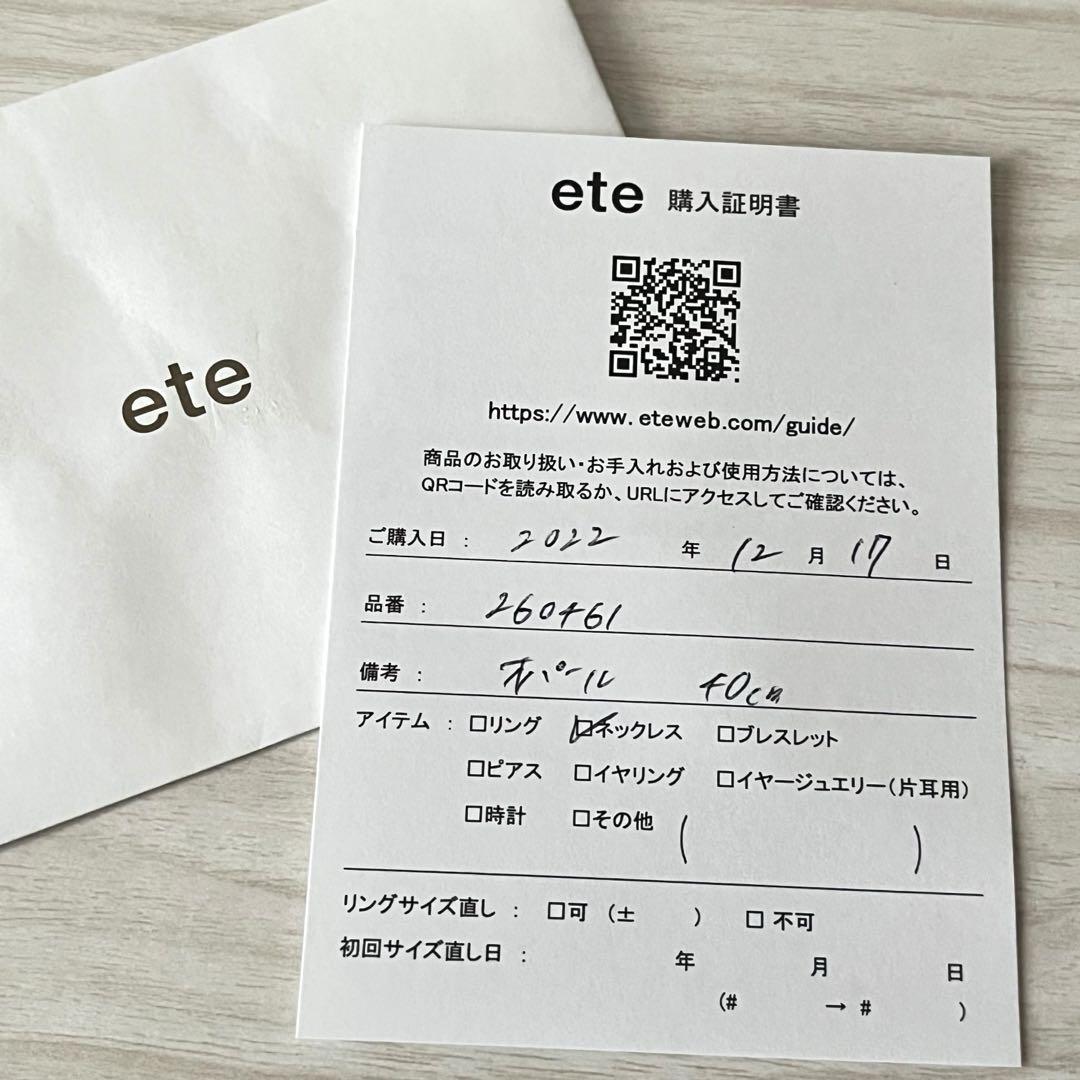 ete
ete 購入証明書
https://www.eteweb.com/guide/
商品のお取り扱い・お手入れおよび使用方法については、
QRコードを読み取るか、URLにアクセスしてご確認ください。
ご購入日 : 2022 年 12 月 17 日
品番 : 260461
備考 : オパール 40cm
アイテム : □リング ☑ネックレス □ブレスレット
□ピアス □イヤリング □イヤージュエリー(片耳用)
□時計 □その他 ( )
リングサイズ直し : □可 (± ) □ 不可
初回サイズ直し日 : 年 月 日
(# → # )